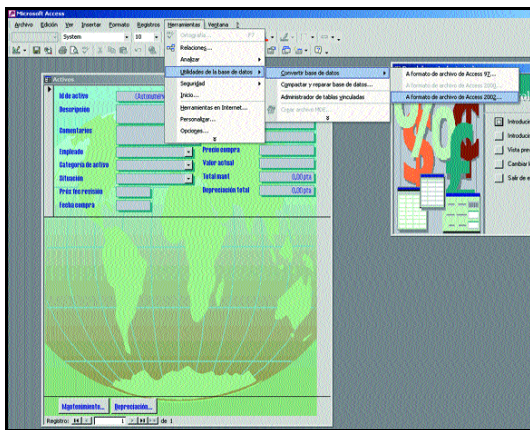 Microsoft Access
Archivo Edición Ver Insertar Formato Registros Herramientas Ventana ?
System 10
Ortografía... F7
Relaciones...
Analizar
Utilidades de la base de datos
Seguridad
Inicio...
Herramientas en Internet...
Personalizar...
Opciones...
Convertir base de datos
Compactar y reparar base de datos...
Administrador de tablas vinculadas
Crear archivo MDE...
A formato de archivo de Access 97...
A formato de archivo de Access 2000...
A formato de archivo de Access 2002...
Activos
Id de activo (Autonumér
Descripción
Comentarios
Empleado
Categoría de activo
Situación
Próx fec revisión
Fecha compra
Precio compra
Valor actual
Total mant 0,00 pta
Depreciación total 0,00 pta
Introducir
Introducir
Vista prev
Cambiar l
Salir de e
Mantenimiento... Depreciación...
Registro: 1 de 1